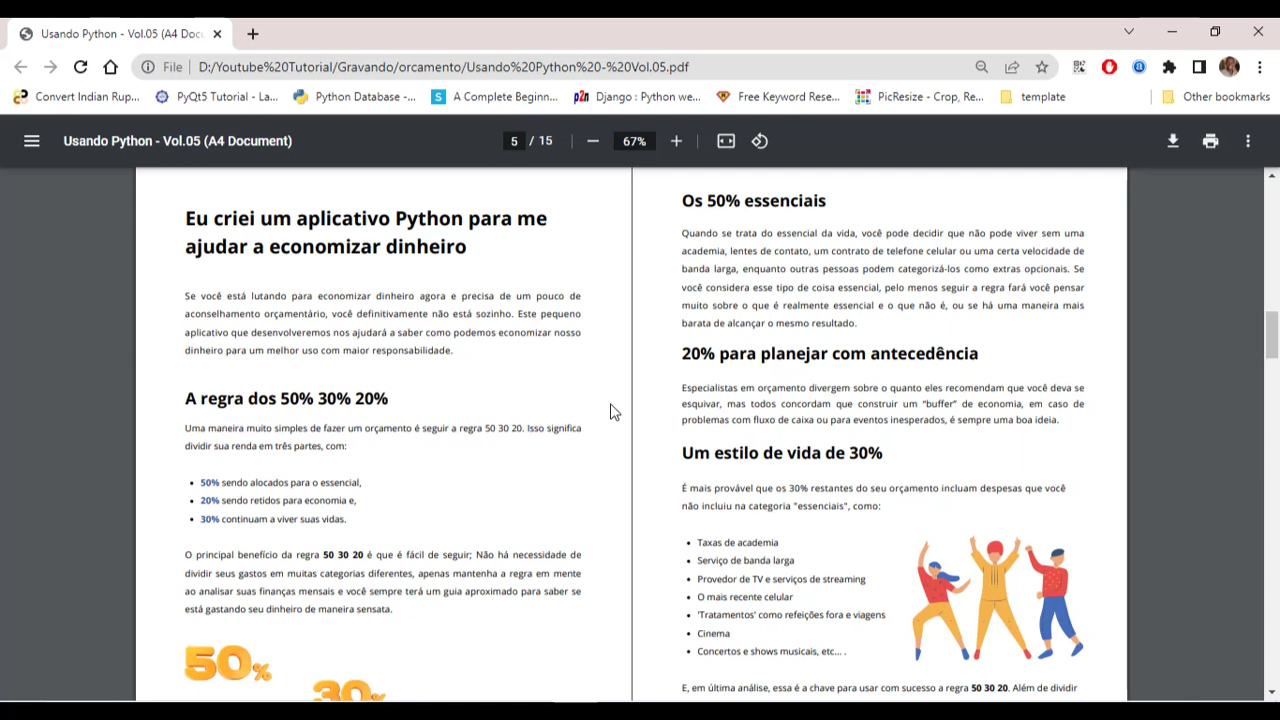 Usando Python - Vol.05 (A4 Docu
File
D:/Youtube%20Tutorial/Gravando/orcamento/Usando%20Python%20-%20Vol.05.pdf
Convert Indian Rup...
PyQt5 Tutorial - La...
Python Database -...
A Complete Beginn...
Django : Python we...
Free Keyword Rese...
PicResize - Crop, Re...
template
Other bookmarks
Usando Python - Vol.05 (A4 Document)
5 / 15
67%
Eu criei um aplicativo Python para me
ajudar a economizar dinheiro
Se você está lutando para economizar dinheiro agora e precisa de um pouco de
aconselhamento orçamentário, você definitivamente não está sozinho. Este pequeno
aplicativo que desenvolveremos nos ajudará a saber como podemos economizar nosso
dinheiro para um melhor uso com maior responsabilidade.
A regra dos 50% 30% 20%
Uma maneira muito simples de fazer um orçamento é seguir a regra 50 30 20. Isso significa
dividir sua renda em três partes, com:
• 50% sendo alocados para o essencial,
• 20% sendo retidos para economia e,
• 30% continuam a viver suas vidas.
O principal benefício da regra 50 30 20 é que é fácil de seguir; Não há necessidade de
dividir seus gastos em muitas categorias diferentes, apenas mantenha a regra em mente
ao analisar suas finanças mensais e você sempre terá um guia aproximado para saber se
está gastando seu dinheiro de maneira sensata.
50%
30%
Os 50% essenciais
Quando se trata do essencial da vida, você pode decidir que não pode viver sem uma
academia, lentes de contato, um contrato de telefone celular ou uma certa velocidade de
banda larga, enquanto outras pessoas podem categorizá-los como extras opcionais. Se
você considera esse tipo de coisa essencial, pelo menos seguir a regra fará você pensar
muito sobre o que é realmente essencial e o que não é, ou se há uma maneira mais
barata de alcançar o mesmo resultado.
20% para planejar com antecedência
Especialistas em orçamento divergem sobre o quanto eles recomendam que você deva se
esquivar, mas todos concordam que construir um "buffer" de economia, em caso de
problemas com fluxo de caixa ou para eventos inesperados, é sempre uma boa ideia.
Um estilo de vida de 30%
É mais provável que os 30% restantes do seu orçamento incluam despesas que você
não incluiu na categoria "essenciais", como:
• Taxas de academia
• Serviço de banda larga
• Provedor de TV e serviços de streaming
• O mais recente celular
• 'Tratamentos' como refeições fora e viagens
• Cinema
• Concertos e shows musicais, etc... .
E, em última análise, essa é a chave para usar com sucesso a regra 50 30 20. Além de dividir